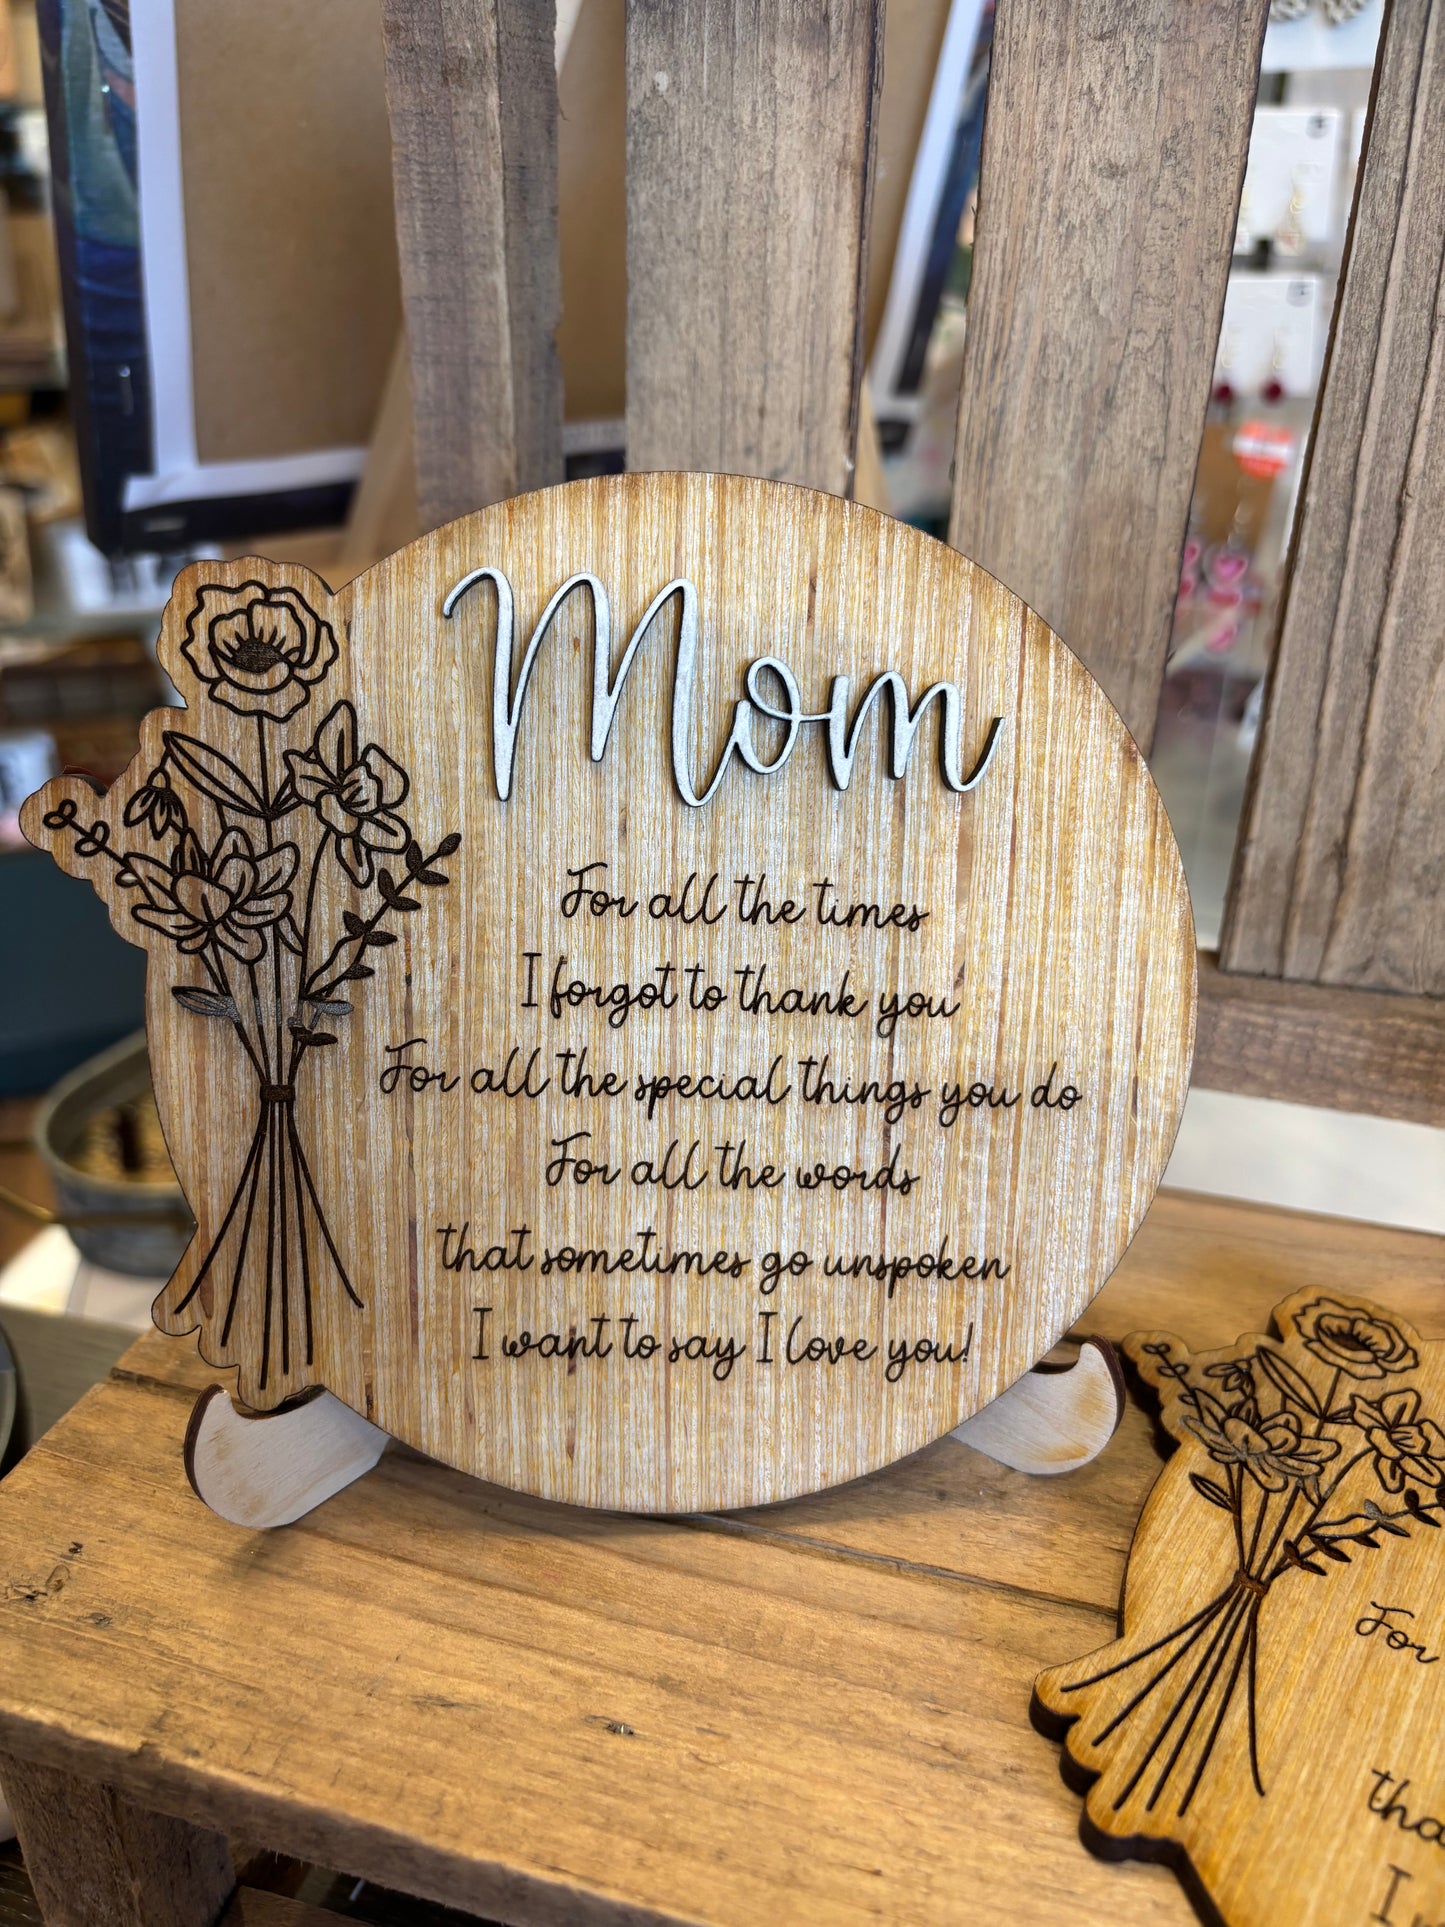 Mom
For all the times
I forgot to thank you
For all the special things you do
For all the words
that sometimes go unspoken
I want to say I love you!
For
I